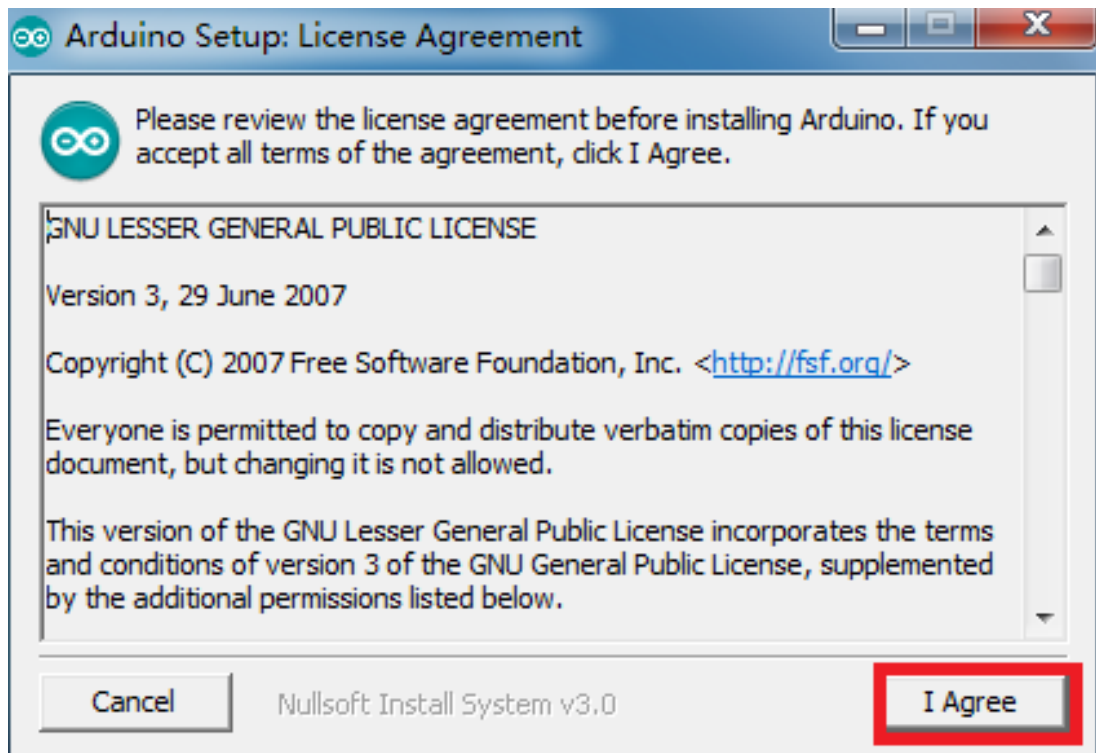 Arduino Setup: License Agreement
Please review the license agreement before installing Arduino. If you
accept all terms of the agreement, click I Agree.
GNU LESSER GENERAL PUBLIC LICENSE
Version 3, 29 June 2007
Copyright (C) 2007 Free Software Foundation, Inc. <http://fsf.org/>
Everyone is permitted to copy and distribute verbatim copies of this license
document, but changing it is not allowed.
This version of the GNU Lesser General Public License incorporates the terms
and conditions of version 3 of the GNU General Public License, supplemented
by the additional permissions listed below.
Cancel
Nullsoft Install System v3.0
I Agree